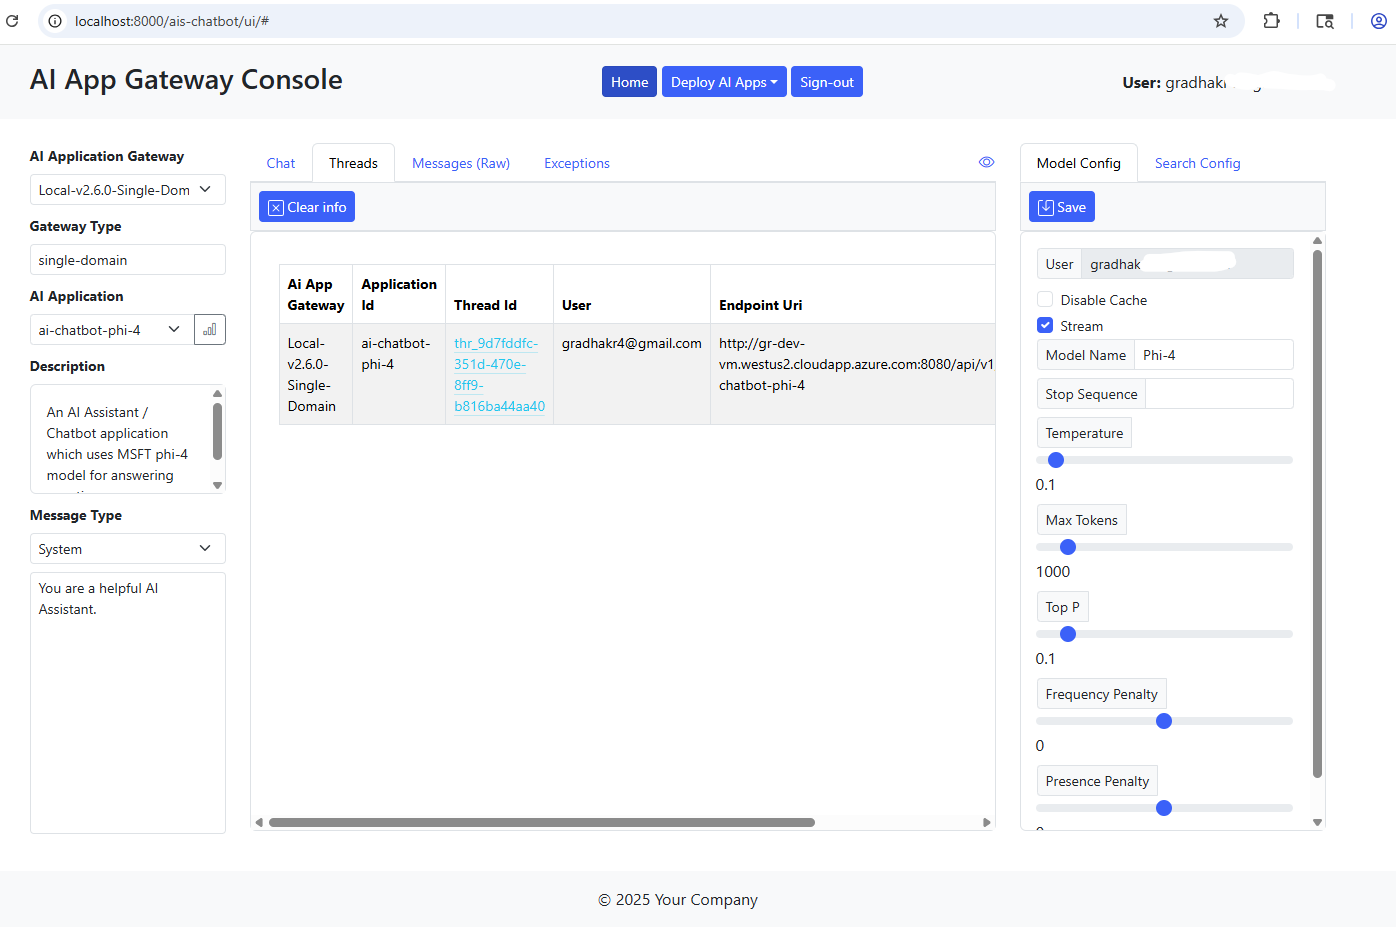 localhost:8000/ais-chatbot/ui/#
AI App Gateway Console
Home
Deploy AI Apps
Sign-out
User: gradhakr
AI Application Gateway
Local-v2.6.0-Single-Dom
Gateway Type
single-domain
AI Application
ai-chatbot-phi-4
Description
An AI Assistant /
Chatbot application
which uses MSFT phi-4
model for answering
Message Type
System
You are a helpful AI
Assistant.
Chat
Threads
Messages (Raw)
Exceptions
Clear info
Ai App
Gateway
Application
Id
Thread Id
User
Endpoint Uri
Local-
v2.6.0-
Single-
Domain
ai-chatbot-
phi-4
thr_9d7fddfc-
351d-470e-
8ff9-
b816ba44aa40
gradhakr4@gmail.com
http://gr-dev-
vm.westus2.cloudapp.azure.com:8080/api/v1
chatbot-phi-4
Model Config
Search Config
Save
User
gradhak
Disable Cache
Stream
Model Name
Phi-4
Stop Sequence
Temperature
0.1
Max Tokens
1000
Top P
0.1
Frequency Penalty
0
Presence Penalty
© 2025 Your Company